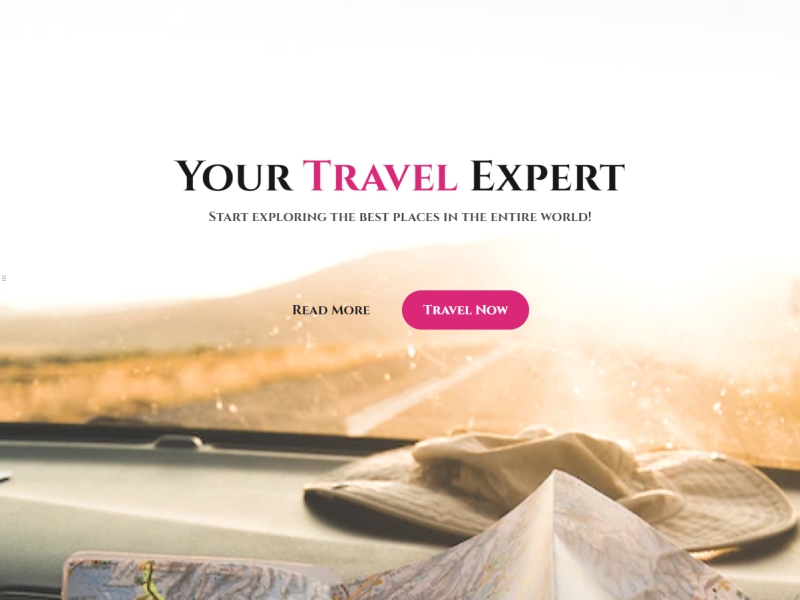 Your Travel Expert
Start exploring the best places in the entire world!
Read More
Travel Now